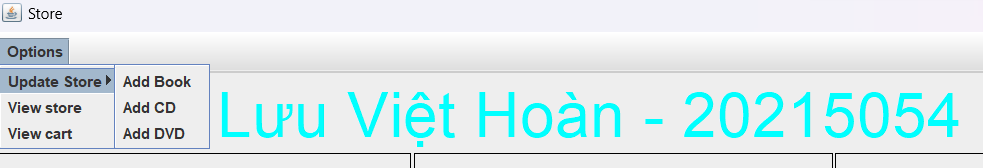 Store
Options
Update Store
View store
View cart
Add Book
Add CD
Add DVD
Lưu Việt Hoàn - 20215054